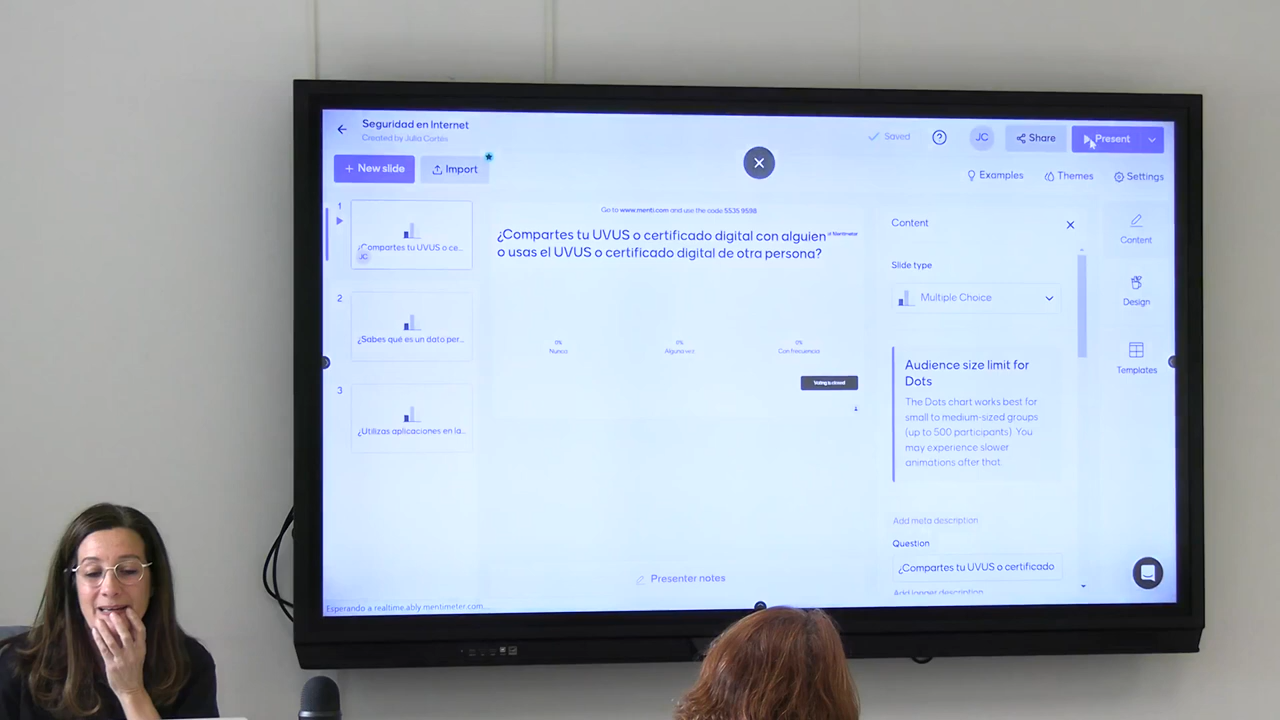 Seguridad en Internet
Created by Julia Cortés
Saved
JC
Share
Present
+ New slide
Import
Examples
Themes
Settings
1
¿Compartes tu UVUS o ce...
JC
2
¿Sabes qué es un dato per...
3
¿Utilizas aplicaciones en la...
Go to www.menti.com and use the code 5535 9598
Mentimeter
¿Compartes tu UVUS o certificado digital con alguien
o usas el UVUS o certificado digital de otra persona?
0%
Nunca
0%
Alguna vez
0%
Con frecuencia
Voting is closed
Presenter notes
Esperando a realtime.ably.mentimeter.com...
Content
Slide type
Multiple Choice
Audience size limit for
Dots
The Dots chart works best for
small to medium-sized groups
(up to 500 participants). You
may experience slower
animations after that.
Add meta description
Question
¿Compartes tu UVUS o certificado
Add longer description
Content
Design
Templates